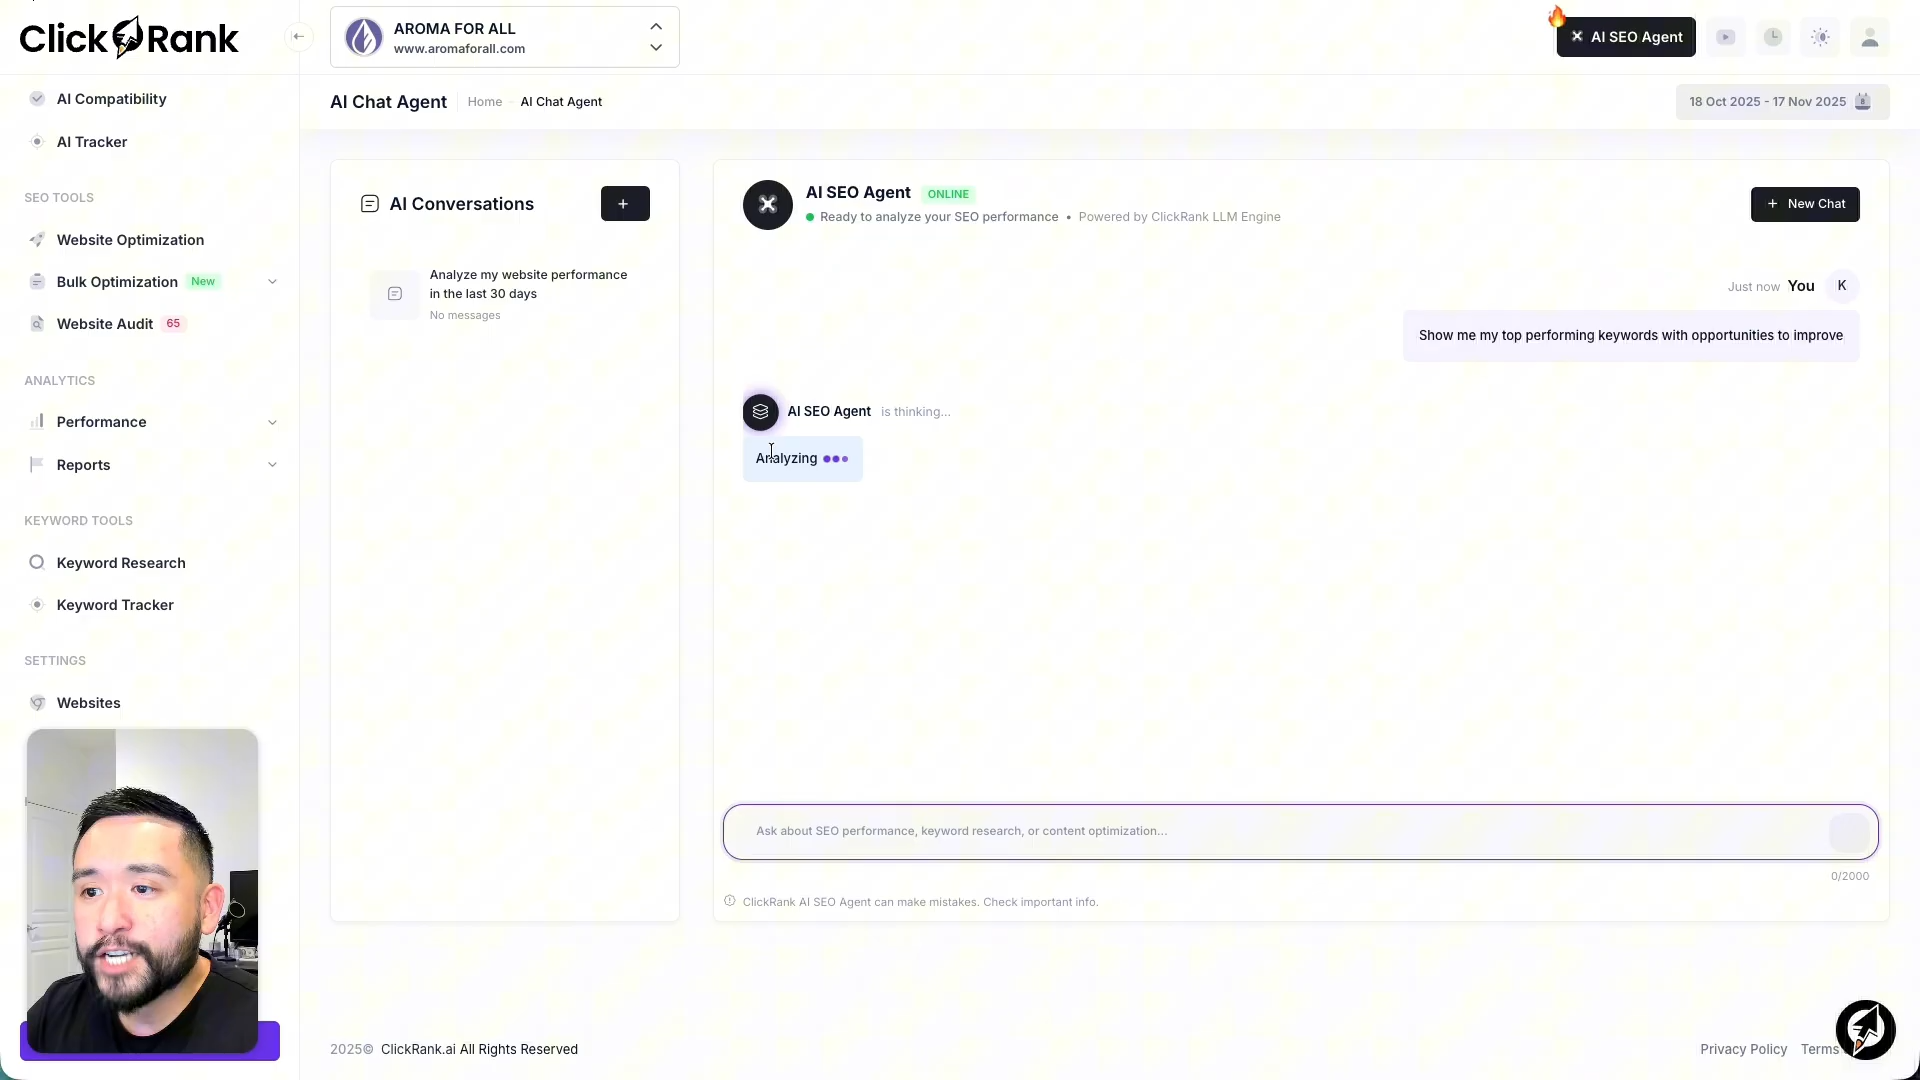 ClickRank
AROMA FOR ALL
www.aromaforall.com
AI SEO Agent
AI Compatibility
AI Tracker
SEO TOOLS
Website Optimization
Bulk Optimization New
Website Audit 65
ANALYTICS
Performance
Reports
KEYWORD TOOLS
Keyword Research
Keyword Tracker
SETTINGS
Websites
AI Chat Agent
Home - AI Chat Agent
18 Oct 2025 - 17 Nov 2025
AI Conversations
+
Analyze my website performance
in the last 30 days
No messages
AI SEO Agent ONLINE
Ready to analyze your SEO performance • Powered by ClickRank LLM Engine
+ New Chat
Just now You K
Show me my top performing keywords with opportunities to improve
AI SEO Agent is thinking...
Analyzing
Ask about SEO performance, keyword research, or content optimization...
0/2000
ClickRank AI SEO Agent can make mistakes. Check important info.
2025© ClickRank.ai All Rights Reserved
Privacy Policy Terms